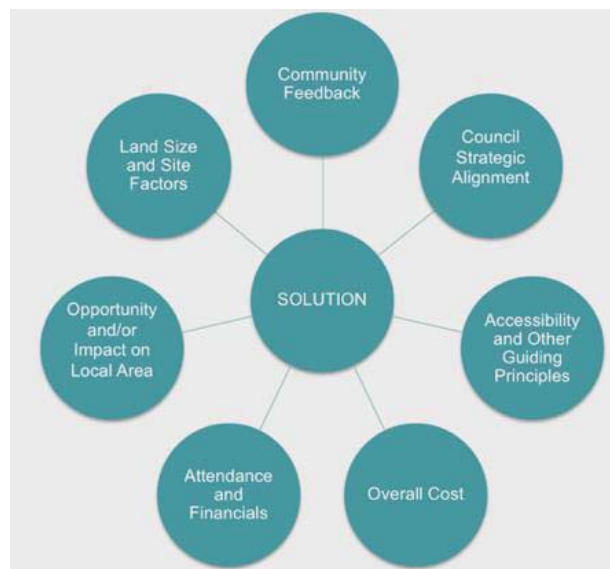 Community
Feedback
Council
Strategic
Alignment
Accessibility
and Other
Guiding
Principles
Overall Cost
Attendance
and
Financials
Opportunity
and/or
Impact on
Local Area
Land Size
and Site
Factors
SOLUTION